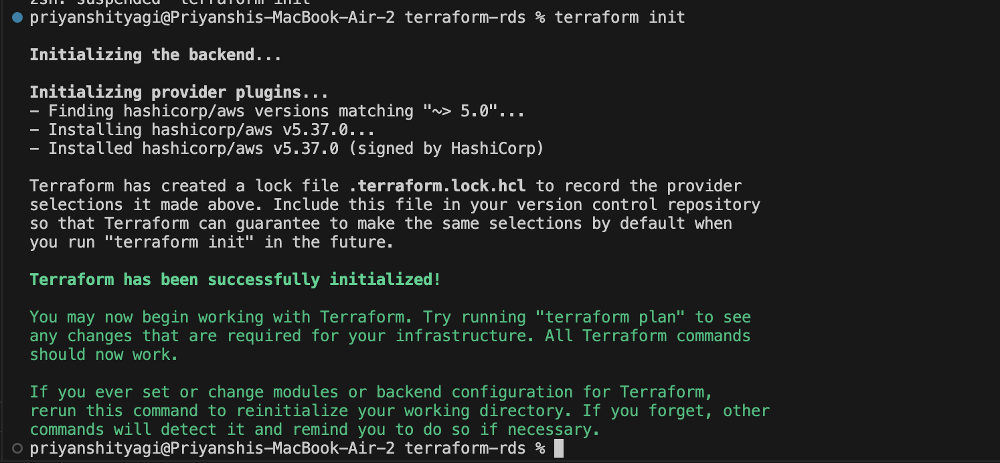 zsh: suspended  terraform init
priyanshityagi@Priyanshis-MacBook-Air-2 terraform-rds % terraform init
Initializing the backend...
Initializing provider plugins...
- Finding hashicorp/aws versions matching "~> 5.0"...
- Installing hashicorp/aws v5.37.0...
- Installed hashicorp/aws v5.37.0 (signed by HashiCorp)
Terraform has created a lock file .terraform.lock.hcl to record the provider
selections it made above. Include this file in your version control repository
so that Terraform can guarantee to make the same selections by default when
you run "terraform init" in the future.
Terraform has been successfully initialized!
You may now begin working with Terraform. Try running "terraform plan" to see
any changes that are required for your infrastructure. All Terraform commands
should now work.
If you ever set or change modules or backend configuration for Terraform,
rerun this command to reinitialize your working directory. If you forget, other
commands will detect it and remind you to do so if necessary.
priyanshityagi@Priyanshis-MacBook-Air-2 terraform-rds %